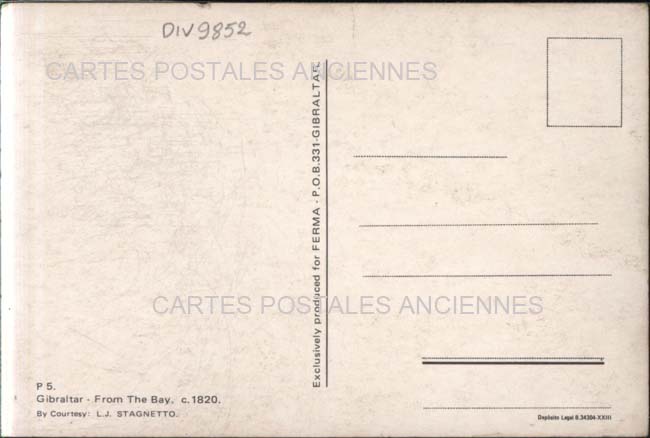 DIV9852
CARTES POSTALES ANCIENNES
Exclusively produced for FERMA - P.O.B.331-GIBRALTAR.
CARTES POSTALES ANCIENNES
P 5.
Gibraltar - From The Bay. c.1820.
By Courtesy: L.J. STAGNETTO.
Depósito Legal B.34304-XXIII